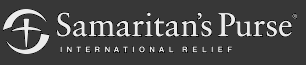 Samaritan's Purse®
INTERNATIONAL RELIEF